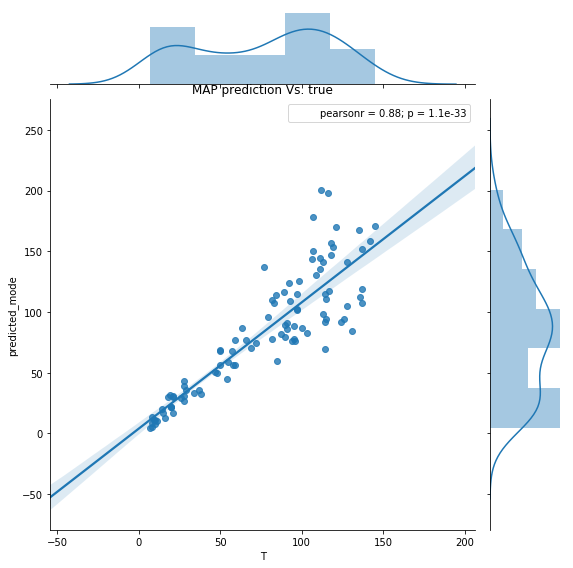 MAP prediction Vs. true
pearsonr = 0.88; p = 1.1e-33
250
200
150
100
50
0
−50
predicted_mode
−50 0 50 100 150 200
T